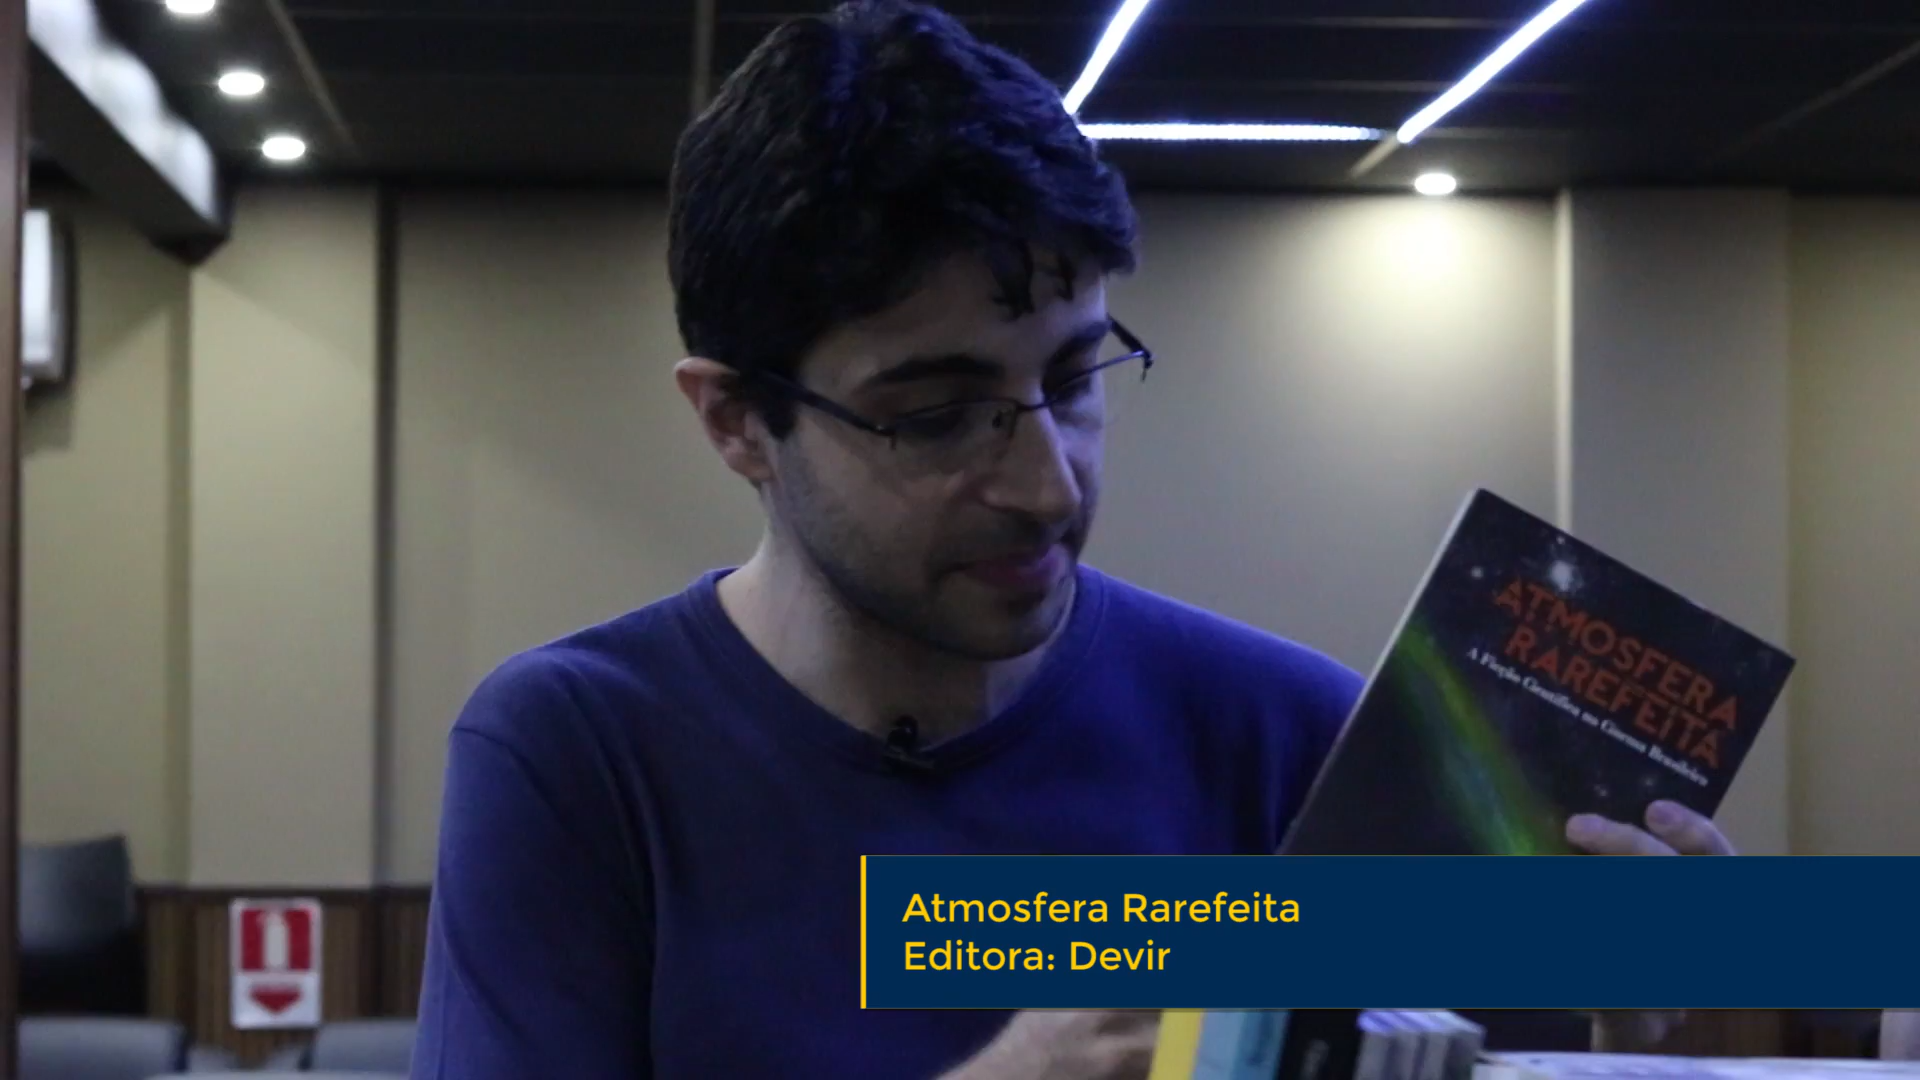 ATMOSFERA
RAREFEITA
A Ficção Científica no Cinema Brasileiro
Atmosfera Rarefeita
Editora: Devir